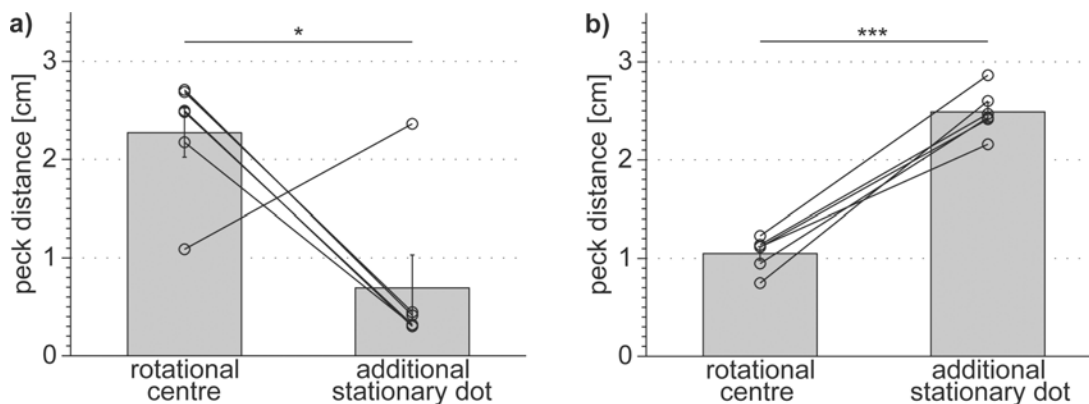 a)
*
peck distance [cm]
3
2
1
0
rotational centre
additional stationary dot
b)
***
peck distance [cm]
3
2
1
0
rotational centre
additional stationary dot